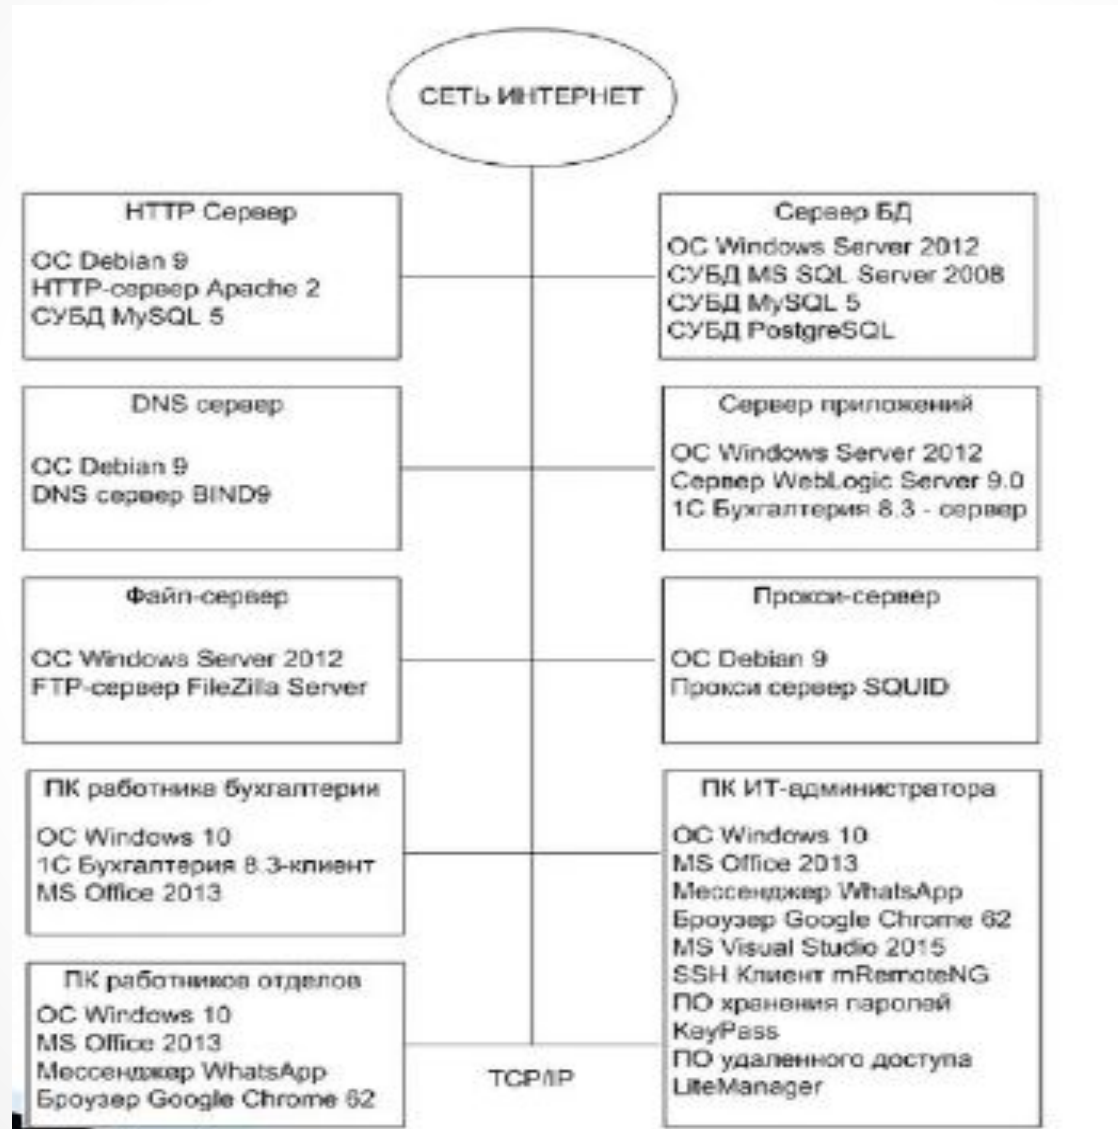 СЕТЬ ИНТЕРНЕТ
HTTP Сервер
ОС Debian 9
HTTP-сервер Apache 2
СУБД MySQL 5
Сервер БД
ОС Windows Server 2012
СУБД MS SQL Server 2008
СУБД MySQL 5
СУБД PostgreSQL
DNS сервер
ОС Debian 9
DNS сервер BIND9
Сервер приложений
ОС Windows Server 2012
Сервер WebLogic Server 9.0
1С Бухгалтерия 8.3 - сервер
Файл-сервер
ОС Windows Server 2012
FTP-сервер FileZilla Server
Прокси-сервер
ОС Debian 9
Прокси сервер SQUID
ПК работника бухгалтерии
ОС Windows 10
1С Бухгалтерия 8.3-клиент
MS Office 2013
ПК ИТ-администратора
ОС Windows 10
MS Office 2013
Мессенджер WhatsApp
Броузер Google Chrome 62
MS Visual Studio 2015
SSH Клиент mRemoteNG
ПО хранения паролей
KeyPass
ПО удаленного доступа
LiteManager
ПК работников отделов
ОС Windows 10
MS Office 2013
Мессенджер WhatsApp
Броузер Google Chrome 62
TCP/IP